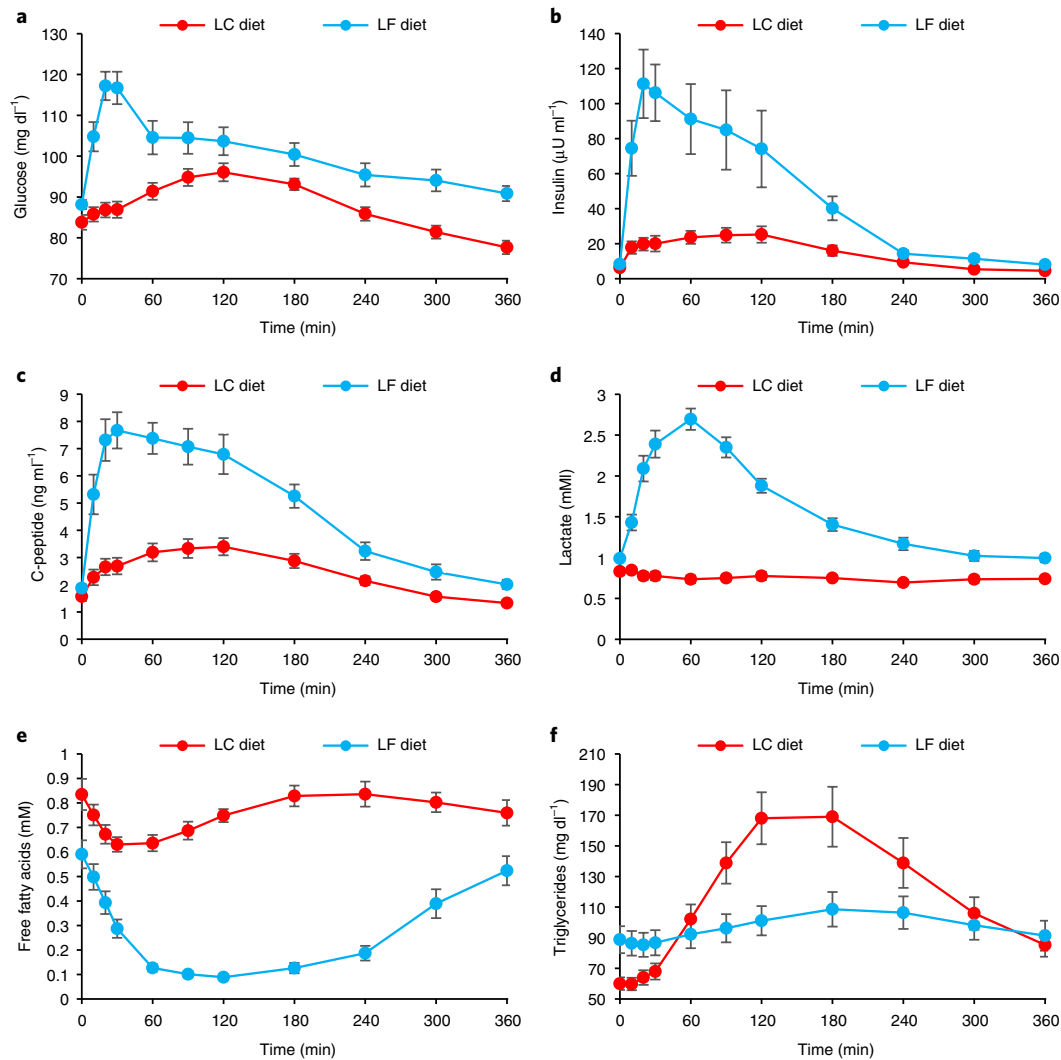 a
LC diet LF diet
Glucose (mg dl⁻¹)
130
120
110
100
90
80
70
0 60 120 180 240 300 360
Time (min)
b
LC diet LF diet
Insulin (μU ml⁻¹)
140
120
100
80
60
40
20
0
0 60 120 180 240 300 360
Time (min)
c
LC diet LF diet
C-peptide (ng ml⁻¹)
9
8
7
6
5
4
3
2
1
0
0 60 120 180 240 300 360
Time (min)
d
LC diet LF diet
Lactate (mMl)
3
2.5
2
1.5
1
0.5
0
0 60 120 180 240 300 360
Time (min)
e
LC diet LF diet
Free fatty acids (mM)
1
0.9
0.8
0.7
0.6
0.5
0.4
0.3
0.2
0.1
0
0 60 120 180 240 300 360
Time (min)
f
LC diet LF diet
Triglycerides (mg dl⁻¹)
210
190
170
150
130
110
90
70
50
0 60 120 180 240 300 360
Time (min)